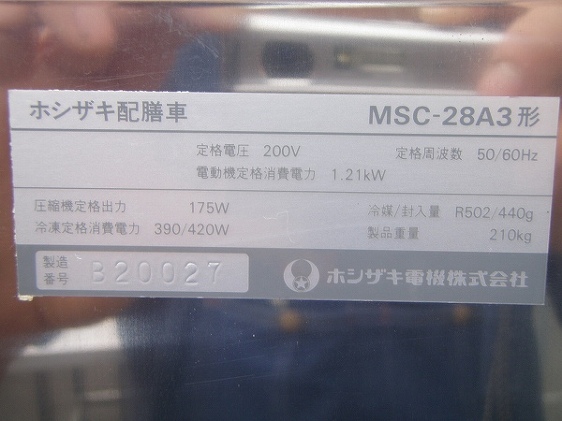 ホシザキ配膳車 MSC-28A3形
定格電圧 200V 定格周波数 50/60Hz
電動機定格消費電力 1.21kW
圧縮機定格出力 175W 冷媒/封入量 R502/440g
冷凍定格消費電力 390/420W 製品重量 210kg
製造番号 B20027 ホシザキ電機株式会社